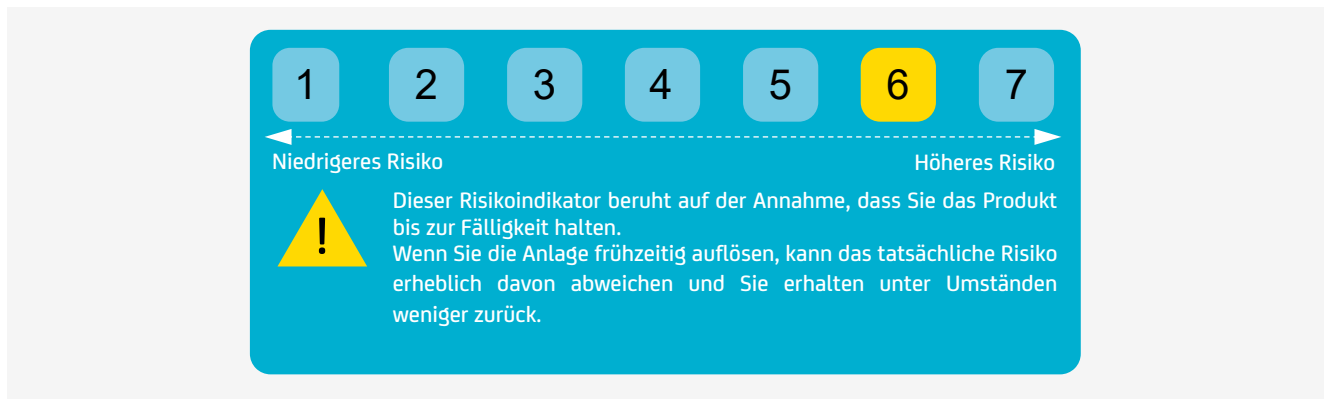 1 2 3 4 5 6 7
Niedrigeres Risiko Höheres Risiko
!
Dieser Risikoindikator beruht auf der Annahme, dass Sie das Produkt
bis zur Fälligkeit halten.
Wenn Sie die Anlage frühzeitig auflösen, kann das tatsächliche Risiko
erheblich davon abweichen und Sie erhalten unter Umständen
weniger zurück.